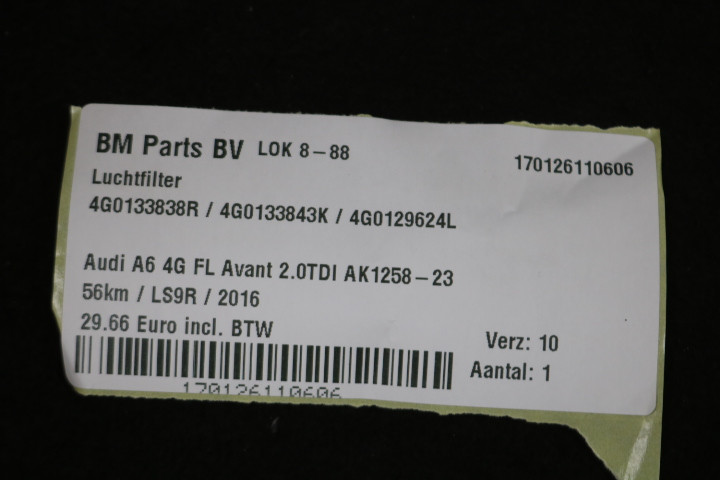 BM Parts BV LOK 8-88 170126110606
Luchtfilter
4G0133838R / 4G0133843K / 4G0129624L
Audi A6 4G FL Avant 2.0TDI AK1258-23
56km / LS9R / 2016
29.66 Euro incl. BTW
Verz: 10
Aantal: 1
170126110606